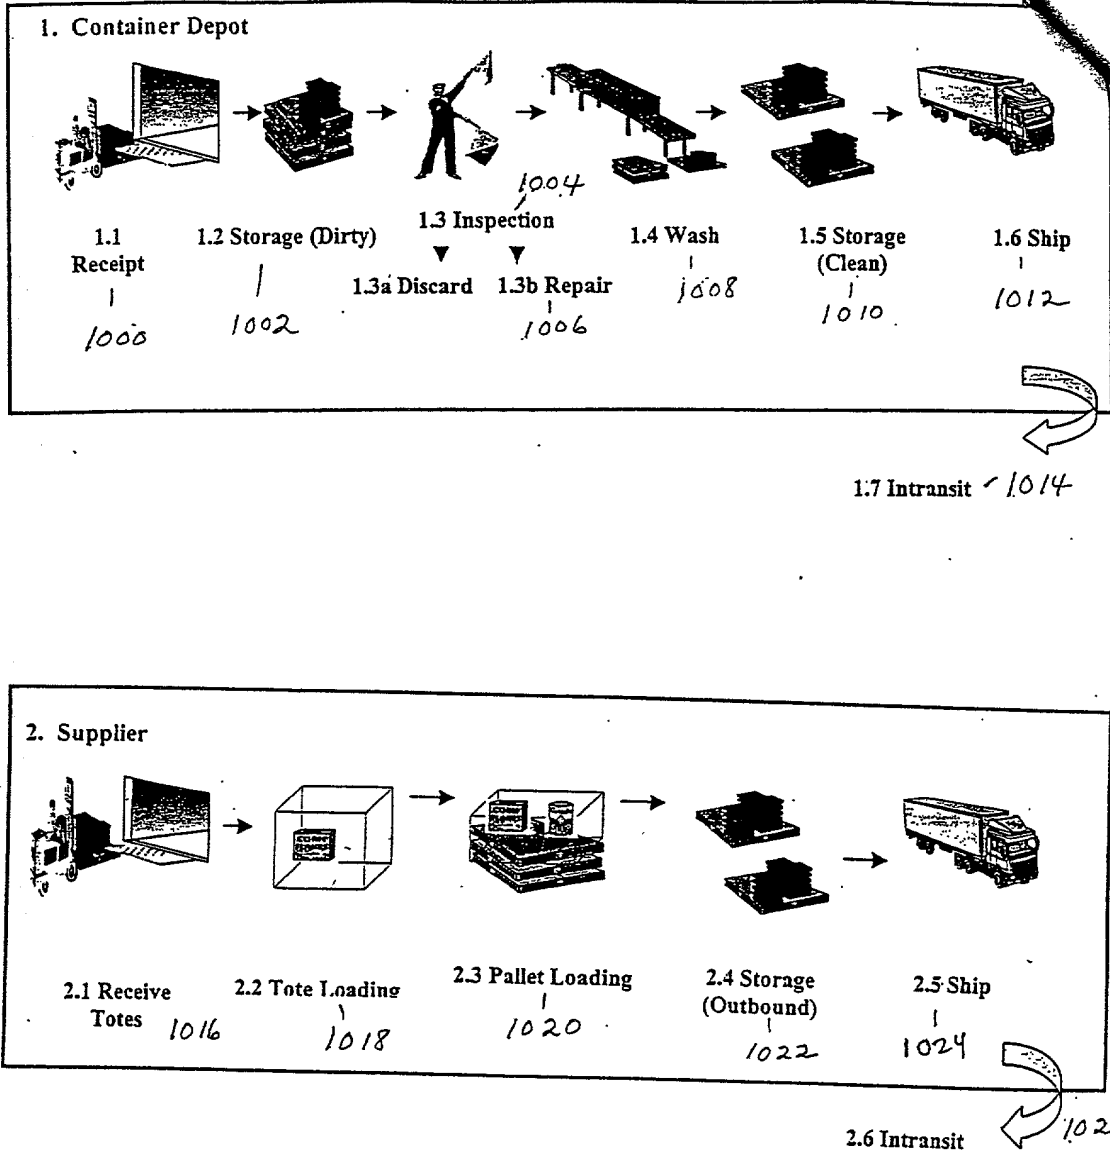 1. Container Depot
1004
1.1
Receipt
1.2 Storage (Dirty)
1.3 Inspection
1.4 Wash
1.5 Storage
(Clean)
1.6 Ship
1.3a Discard
1.3b Repair
1000
1002
1006
1008
1010
1012
1.7 Intransit
1014
2. Supplier
2.1 Receive
Totes
2.2 Tote Loading
2.3 Pallet Loading
2.4 Storage
(Outbound)
2.5 Ship
1016
1018
1020
1022
1024
2.6 Intransit